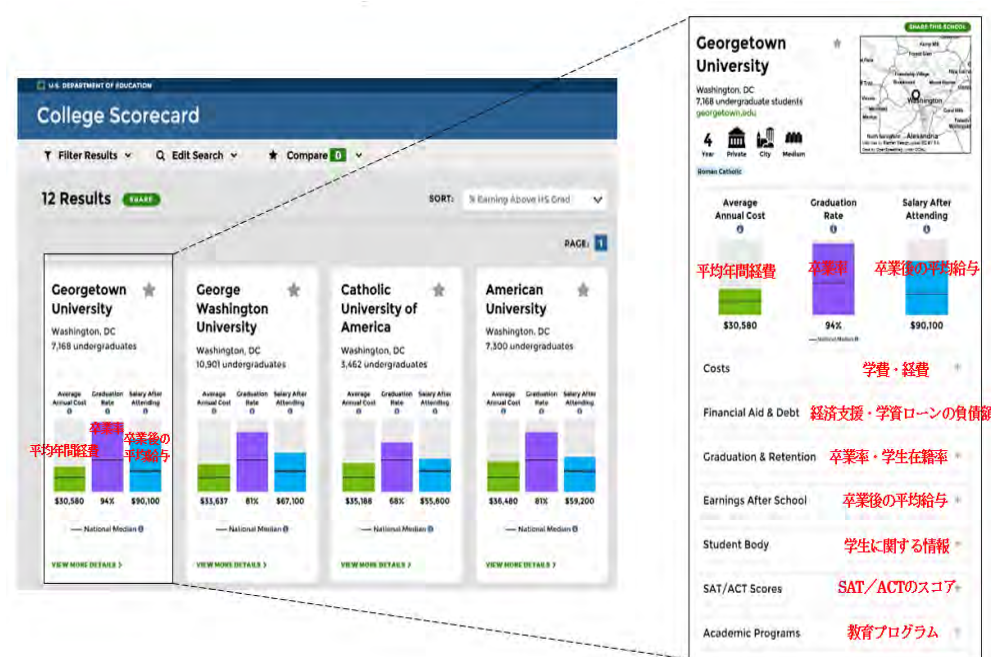 U.S. DEPARTMENT OF EDUCATION
College Scorecard
Filter Results
Edit Search
Compare 0
12 Results
SHARE
SORT:
% Earning Above HS Grad
PAGE: 1
Georgetown
University
Washington, DC
7,168 undergraduates
Average
Annual Cost
Graduation
Rate
Salary After
Attending
平均年間経費
卒業率
卒業後の
平均給与
$30,580
94%
$90,100
National Median
VIEW MORE DETAILS >
George
Washington
University
Washington, DC
10,901 undergraduates
Average
Annual Cost
Graduation
Rate
Salary After
Attending
$33,637
81%
$67,100
National Median
VIEW MORE DETAILS >
Catholic
University of
America
Washington, DC
3,462 undergraduates
Average
Annual Cost
Graduation
Rate
Salary After
Attending
$35,188
68%
$55,800
National Median
VIEW MORE DETAILS >
American
University
Washington, DC
7,300 undergraduates
Average
Annual Cost
Graduation
Rate
Salary After
Attending
$36,480
81%
$59,200
National Median
VIEW MORE DETAILS >
SHARE THIS SCHOOL
Georgetown
University
Washington, DC
7,168 undergraduate students
georgetown.edu
4
Year
Private
City
Medium
Roman Catholic
Washington
Alexandria
Average
Annual Cost
Graduation
Rate
Salary After
Attending
平均年間経費
卒業率
卒業後の平均給与
$30,580
94%
$90,100
National Median
Costs 学費・経費
Financial Aid & Debt 経済支援・学資ローンの負債額
Graduation & Retention 卒業率・学生在籍率
Earnings After School 卒業後の平均給与
Student Body 学生に関する情報
SAT/ACT Scores SAT／ACTのスコア
Academic Programs 教育プログラム